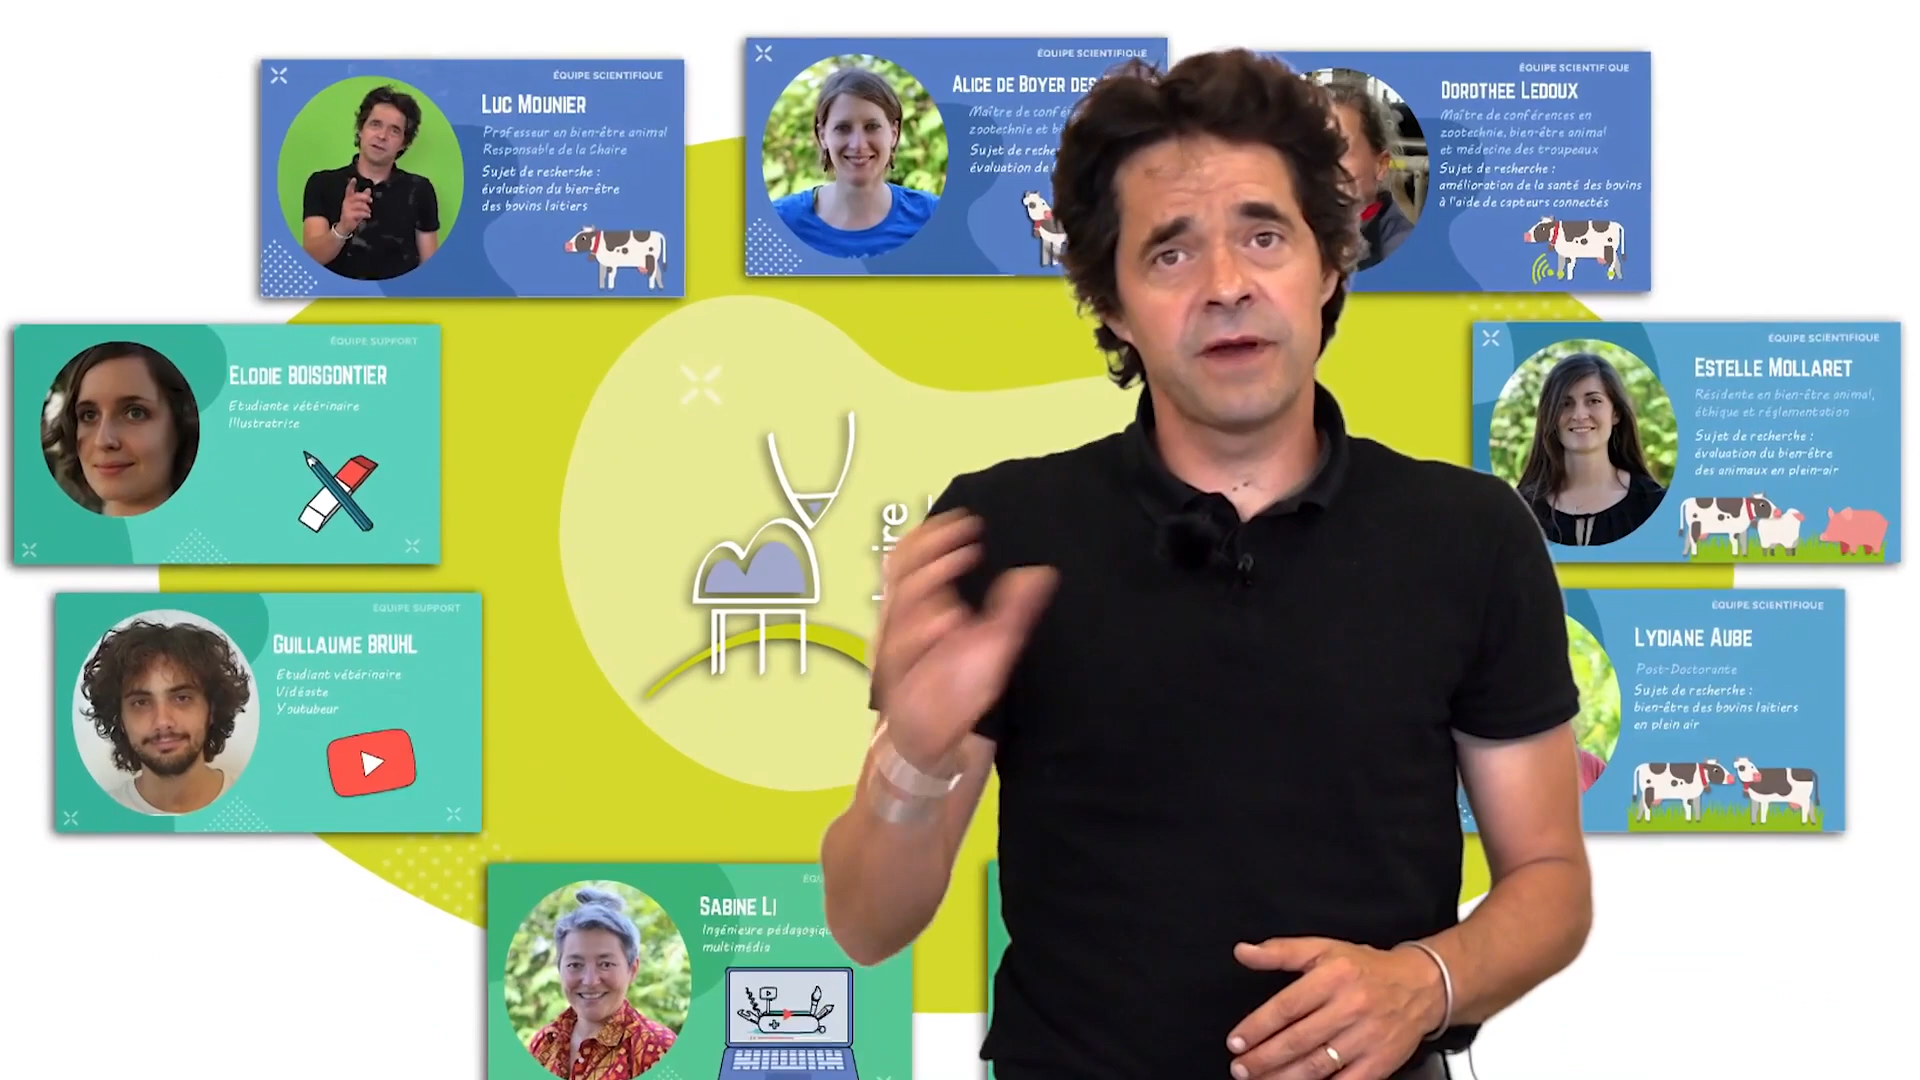 ÉQUIPE SCIENTIFIQUE
LUC MOUNIER
Professeur en bien-être animal
Responsable de la Chaire
Sujet de recherche :
évaluation du bien-être
des bovins laitiers
ÉQUIPE SCIENTIFIQUE
ALICE DE BOYER DES
Maître de
zootechnie et
Sujet de
évaluation de
ÉQUIPE SCIENTIFIQUE
DOROTHEE LEDOUX
Maître de conférences en
zootechnie, bien-être animal
et médecine des troupeaux
Sujet de recherche :
amélioration de la santé des bovins
à l'aide de capteurs connectés
ÉQUIPE SUPPORT
ELODIE BOISGONTIER
Etudiante vétérinaire
Illustratrice
ÉQUIPE SCIENTIFIQUE
ESTELLE MOLLARET
Résidente en bien-être animal,
éthique et réglementation
Sujet de recherche :
évaluation du bien-être
des animaux en plein-air
ÉQUIPE SUPPORT
GUILLAUME BRUHL
Etudiant vétérinaire
Vidéaste
Youtubeur
ÉQUIPE SCIENTIFIQUE
LYDIANE AUBE
Post-Doctorante
Sujet de recherche :
bien-être des bovins laitiers
en plein air
SABINE LI
Ingénieure
multimédia